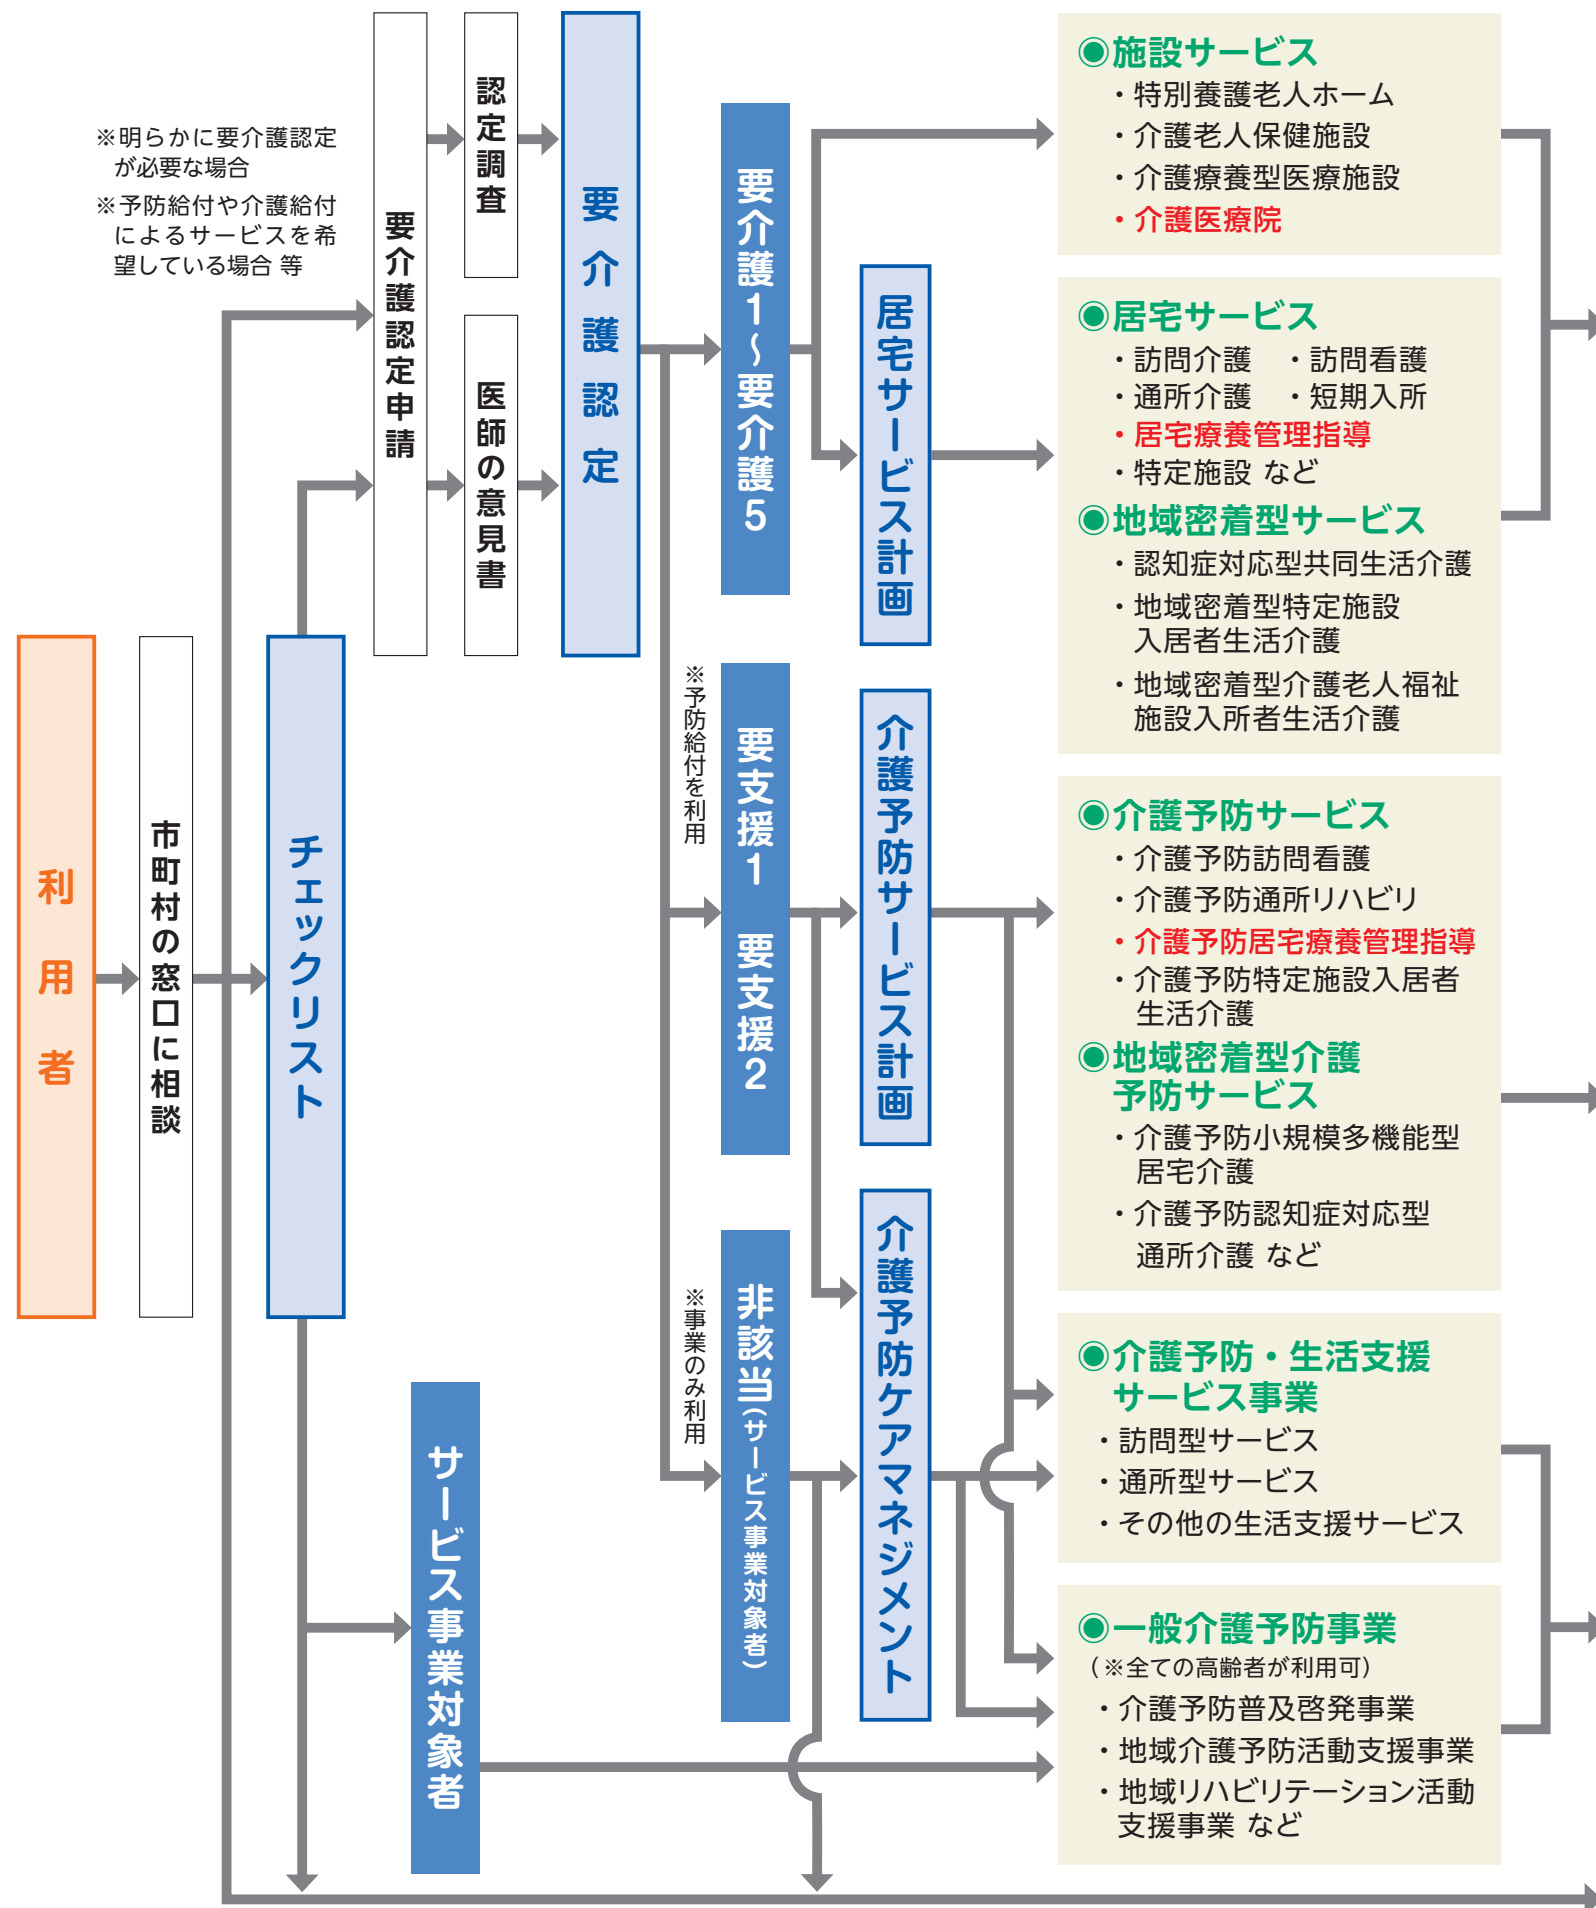 利用者
市町村の窓口に相談
チェックリスト
※明らかに要介護認定
が必要な場合
※予防給付や介護給付
によるサービスを希
望している場合 等
要介護認定申請
認定調査
医師の意見書
要介護認定
サービス事業対象者
要介護1〜要介護5
※予防給付を利用
要支援1 要支援2
※事業のみ利用
非該当(サービス事業対象者)
居宅サービス計画
介護予防サービス計画
介護予防ケアマネジメント
◉施設サービス
・特別養護老人ホーム
・介護老人保健施設
・介護療養型医療施設
・介護医療院
◉居宅サービス
・訪問介護 ・訪問看護
・通所介護 ・短期入所
・居宅療養管理指導
・特定施設 など
◉地域密着型サービス
・認知症対応型共同生活介護
・地域密着型特定施設
入居者生活介護
・地域密着型介護老人福祉
施設入所者生活介護
◉介護予防サービス
・介護予防訪問看護
・介護予防通所リハビリ
・介護予防居宅療養管理指導
・介護予防特定施設入居者
生活介護
◉地域密着型介護
予防サービス
・介護予防小規模多機能型
居宅介護
・介護予防認知症対応型
通所介護 など
◉介護予防・生活支援
サービス事業
・訪問型サービス
・通所型サービス
・その他の生活支援サービス
◉一般介護予防事業
(※全ての高齢者が利用可)
・介護予防普及啓発事業
・地域介護予防活動支援事業
・地域リハビリテーション活動
支援事業 など